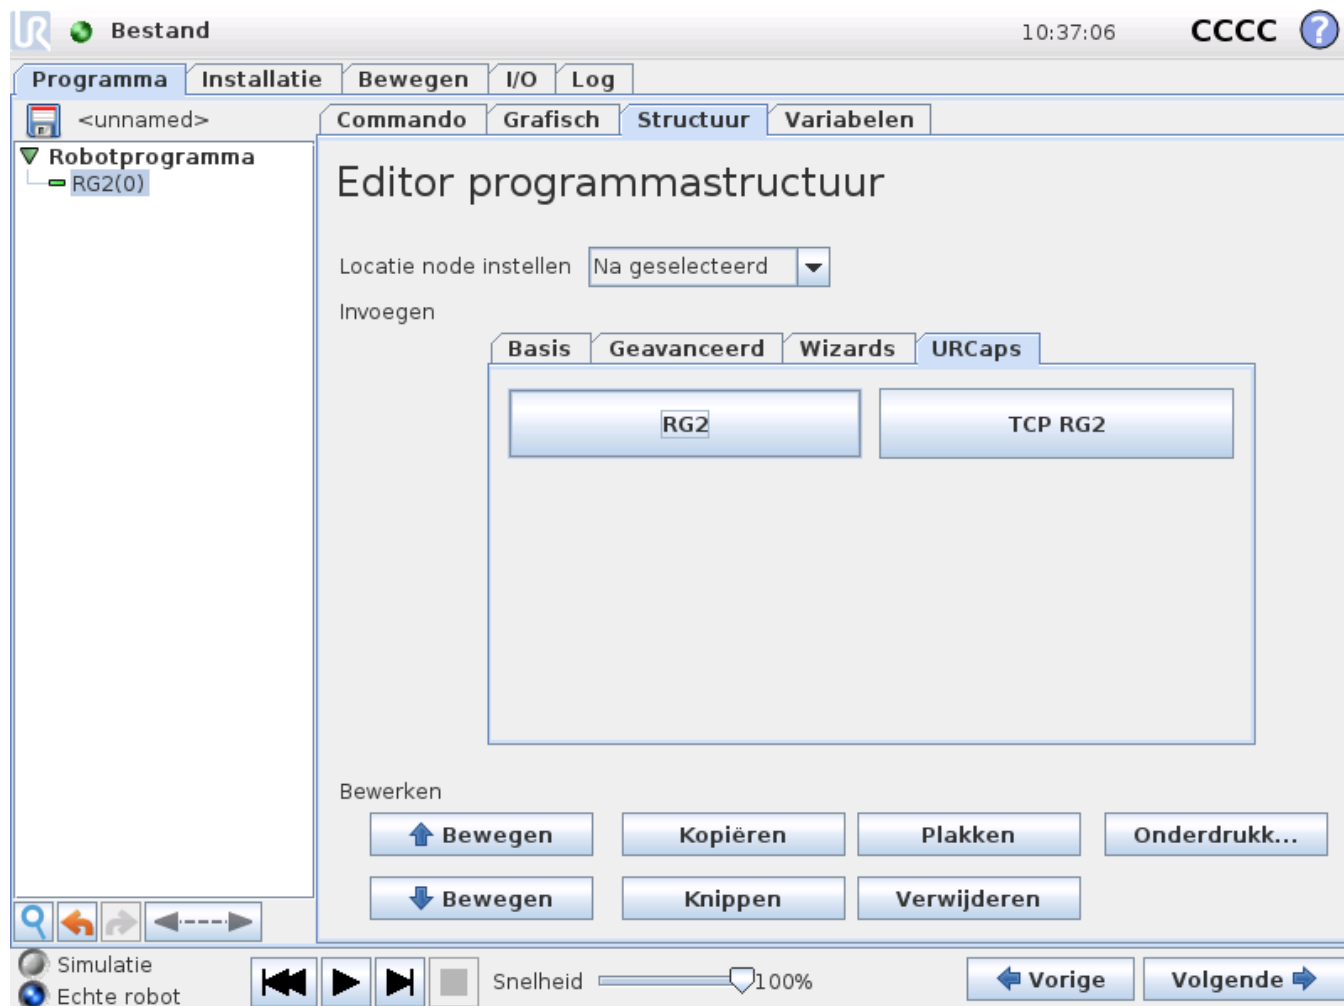 UR Bestand 10:37:06 CCCC ?
Programma Installatie Bewegen I/O Log
<unnamed> Commando Grafisch Structuur Variabelen
Robotprogramma
RG2(0)
Editor programmastructuur
Locatie node instellen Na geselecteerd
Invoegen
Basis Geavanceerd Wizards URCaps
RG2 TCP RG2
Bewerken
Bewegen Kopiëren Plakken Onderdrukk...
Bewegen Knippen Verwijderen
Simulatie
Echte robot
Snelheid 100% Vorige Volgende